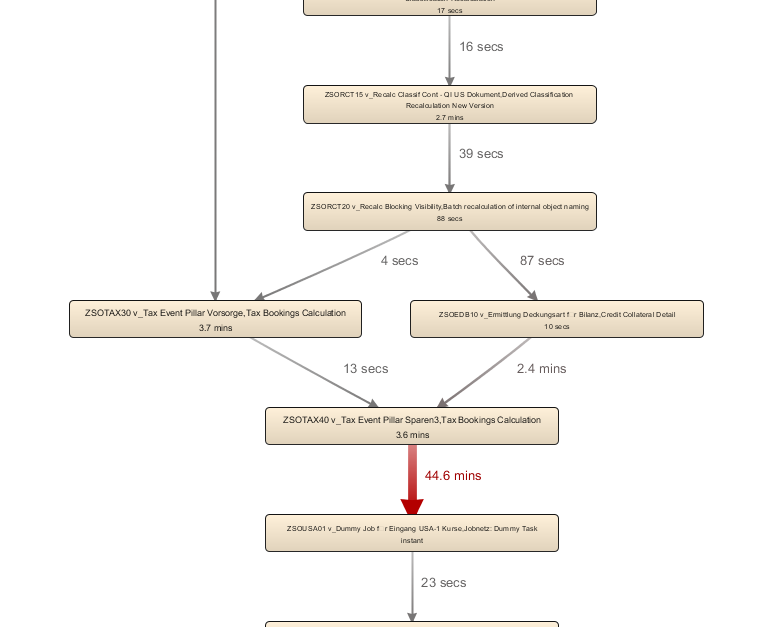 17 secs
16 secs
ZSORCT15 v_Recalc Classif Cont - QI US Dokument,Derived Classification
Recalculation New Version
2.7 mins
39 secs
ZSORCT20 v_Recalc Blocking Visibility,Batch recalculation of internal object naming
88 secs
4 secs
87 secs
ZSOTAX30 v_Tax Event Pillar Vorsorge,Tax Bookings Calculation
3.7 mins
ZSOEDB10 v_Ermittlung Deckungsart f r Bilanz,Credit Collateral Detail
10 secs
13 secs
2.4 mins
ZSOTAX40 v_Tax Event Pillar Sparen3,Tax Bookings Calculation
3.6 mins
44.6 mins
ZSOUSA01 v_Dummy Job f r Eingang USA-1 Kurse,Jobnetz: Dummy Task
instant
23 secs